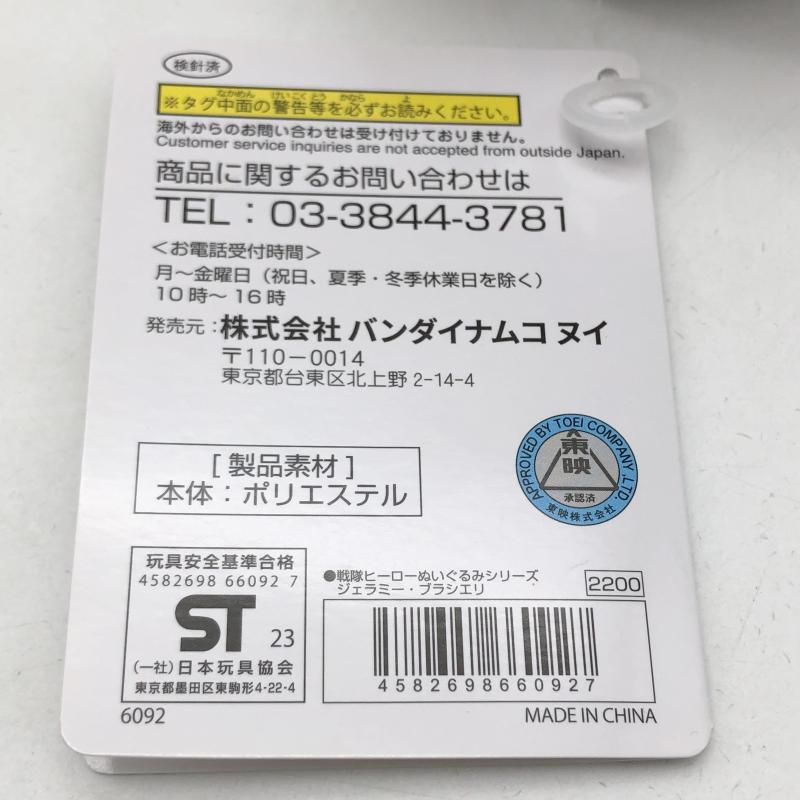 検針済
※タグ中面の警告等を必ずお読みください。
なかめん けいこくとう かなら よ
海外からのお問い合わせは受け付けておりません。
Customer service inquiries are not accepted from outside Japan.
商品に関するお問い合わせは
TEL：03-3844-3781
＜お電話受付時間＞
月～金曜日（祝日、夏季・冬季休業日を除く）
10時～16時
発売元：株式会社 バンダイナムコ ヌイ
〒110－0014
東京都台東区北上野 2-14-4
[ 製品素材 ]
本体：ポリエステル
APPROVED BY TOEI COMPANY, LTD.
東映
承認済
東映株式会社
玩具安全基準合格
4582698 66092 7
ST 23
(一社)日本玩具協会
東京都墨田区東駒形4-22-4
6092
●戦隊ヒーローぬいぐるみシリーズ
ジェラミー・ブラシエリ
2200
4582698660927
MADE IN CHINA